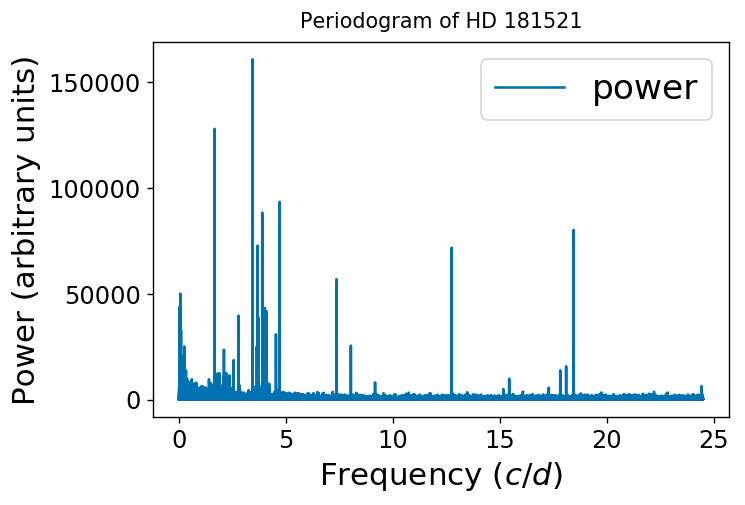 Periodogram of HD 181521
power
Power (arbitrary units)
150000
100000
50000
0
0 5 10 15 20 25
Frequency (c/d)